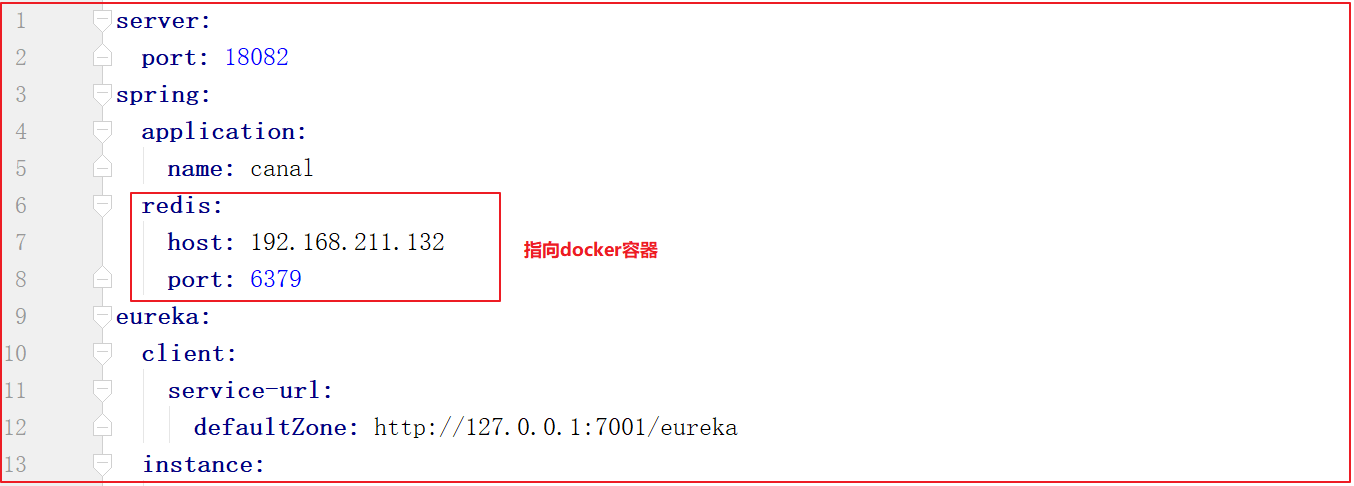 1 server:
2   port: 18082
3 spring:
4   application:
5     name: canal
6   redis:
7     host: 192.168.211.132
指向docker容器
8     port: 6379
9 eureka:
10   client:
11     service-url:
12       defaultZone: http://127.0.0.1:7001/eureka
13   instance: